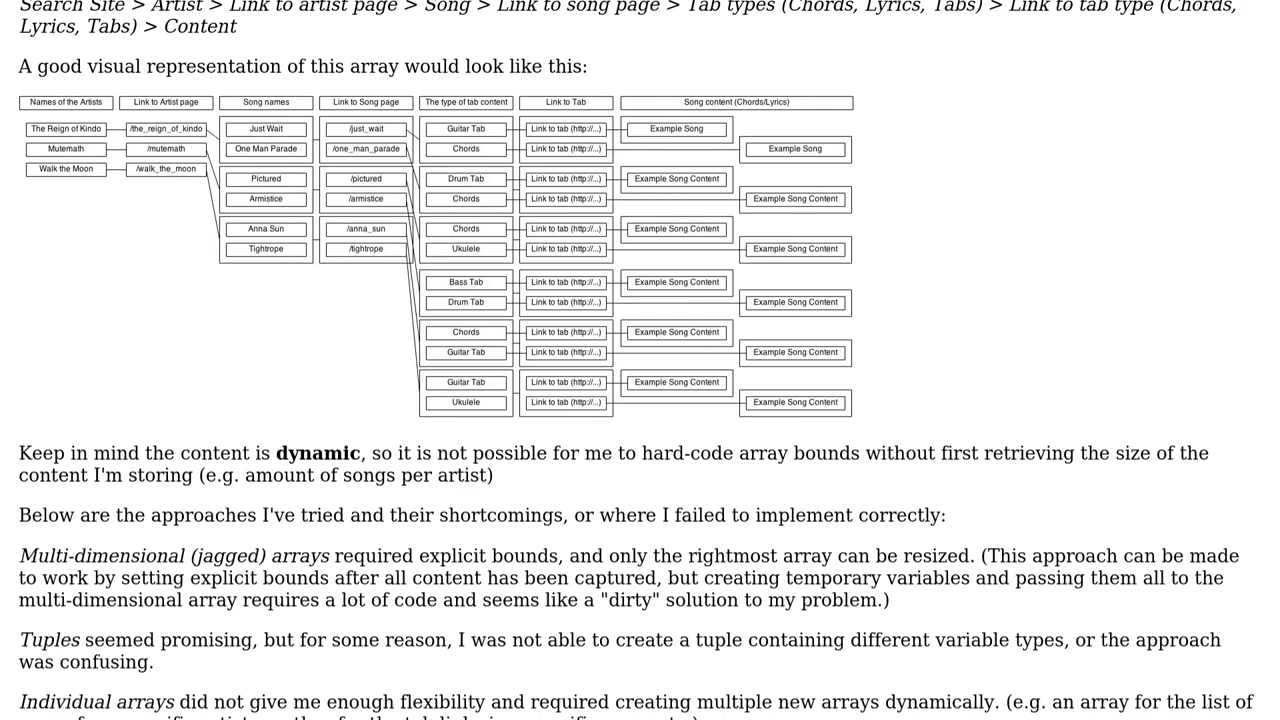 Search Site > Artist > Link to artist page > Song > Link to song page > Tab types (Chords, Lyrics, Tabs) > Link to tab type (Chords,
Lyrics, Tabs) > Content
A good visual representation of this array would look like this:
Names of the Artists Link to Artist page Song names Link to Song page The type of tab content Link to Tab Song content (Chords/Lyrics)
The Reign of Kindo /the_reign_of_kindo Just Wait /just_wait Guitar Tab Link to tab (http://...) Example Song
Mutemath /mutemath One Man Parade /one_man_parade Chords Link to tab (http://...) Example Song
Walk the Moon /walk_the_moon
Pictured /pictured Drum Tab Link to tab (http://...) Example Song Content
Armistice /armistice Chords Link to tab (http://...) Example Song Content
Anna Sun /anna_sun Chords Link to tab (http://...) Example Song Content
Tightrope /tightrope Ukulele Link to tab (http://...) Example Song Content
Bass Tab Link to tab (http://...) Example Song Content
Drum Tab Link to tab (http://...) Example Song Content
Chords Link to tab (http://...) Example Song Content
Guitar Tab Link to tab (http://...) Example Song Content
Guitar Tab Link to tab (http://...) Example Song Content
Ukulele Link to tab (http://...) Example Song Content
Keep in mind the content is dynamic, so it is not possible for me to hard-code array bounds without first retrieving the size of the
content I'm storing (e.g. amount of songs per artist)
Below are the approaches I've tried and their shortcomings, or where I failed to implement correctly:
Multi-dimensional (jagged) arrays required explicit bounds, and only the rightmost array can be resized. (This approach can be made
to work by setting explicit bounds after all content has been captured, but creating temporary variables and passing them all to the
multi-dimensional array requires a lot of code and seems like a "dirty" solution to my problem.)
Tuples seemed promising, but for some reason, I was not able to create a tuple containing different variable types, or the approach
was confusing.
Individual arrays did not give me enough flexibility and required creating multiple new arrays dynamically. (e.g. an array for the list of